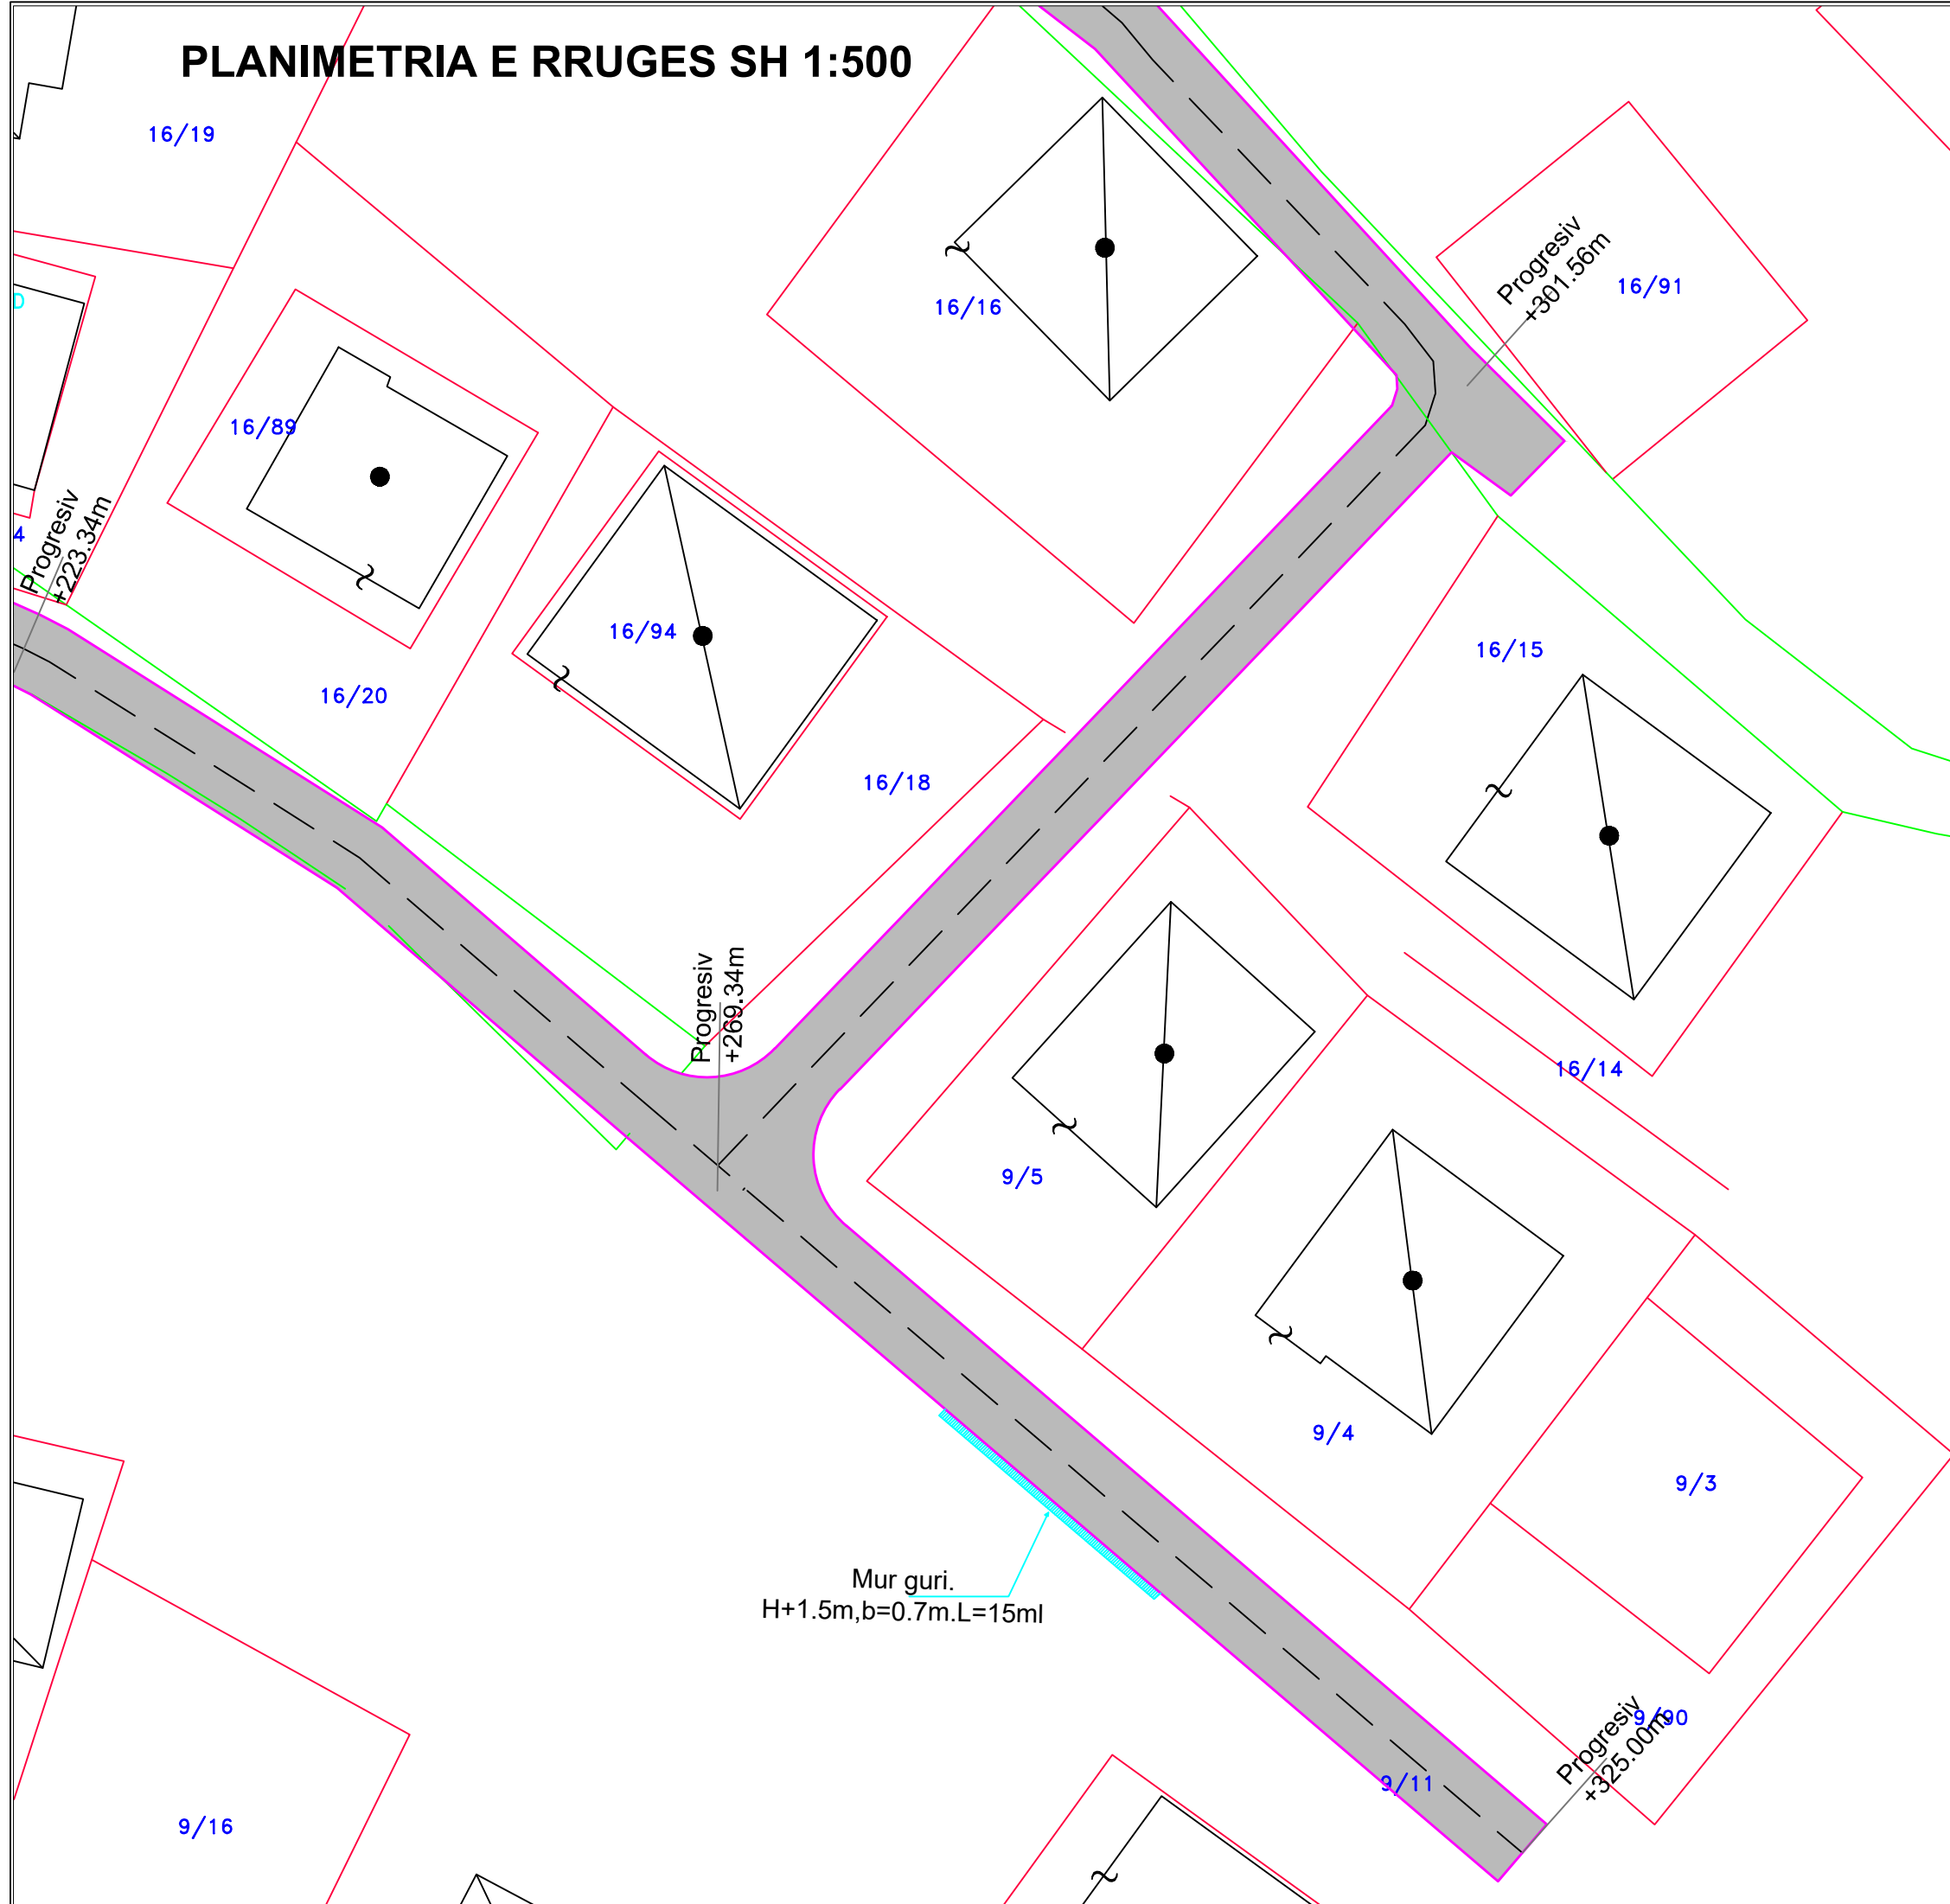 PLANIMETRIA E RRUGES SH 1:500
16/19
Progresiv
+301.56m
16/91
16/16
D
16/89
4
Progresiv
+223.34m
16/94
16/15
16/20
16/18
Progresiv
+269.34m
16/14
9/5
9/4
9/3
Mur guri.
H+1.5m,b=0.7m.L=15ml
Progresiv
+325.00m
9/90
9/11
9/16